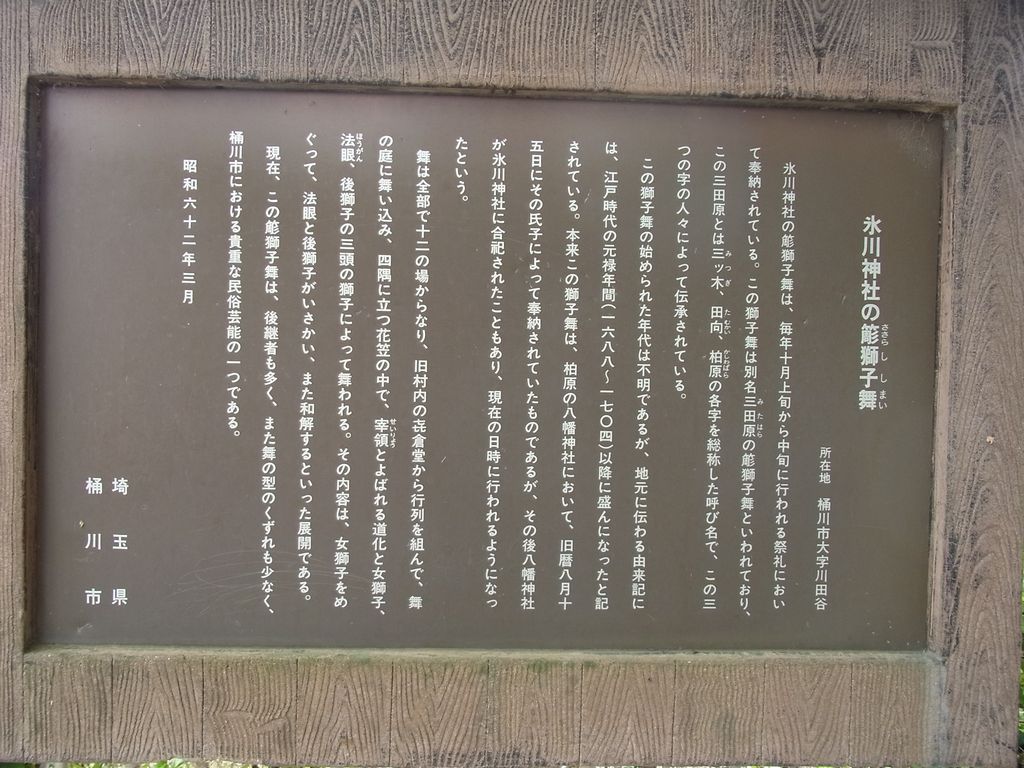 氷川神社の簓獅子舞
所在地　桶川市大字川田谷
氷川神社の簓獅子舞は、毎年十月上旬から中旬に行われる祭礼におい
て奉納されている。この獅子舞は別名三田原の簓獅子舞といわれており、
この三田原とは三ッ木、田向、柏原の各字を総称した呼び名で、この三
つの字の人々によって伝承されている。
この獅子舞の始められた年代は不明であるが、地元に伝わる由来記に
は、江戸時代の元禄年間(一六八八〜一七〇四)以降に盛んになったと記
されている。本来この獅子舞は、柏原の八幡神社において、旧暦八月十
五日にその氏子によって奉納されていたものであるが、その後八幡神社
が氷川神社に合祀されたこともあり、現在の日時に行われるようになっ
たという。
舞は全部で十二の場からなり、旧村内の㐂倉堂から行列を組んで、舞
の庭に舞い込み、四隅に立つ花笠の中で、宰領とよばれる道化と女獅子、
法眼、後獅子の三頭の獅子によって舞われる。その内容は、女獅子をめ
ぐって、法眼と後獅子がいさかい、また和解するといった展開である。
現在、この簓獅子舞は、後継者も多く、また舞の型のくずれも少なく、
桶川市における貴重な民俗芸能の一つである。
昭和六十二年三月
埼玉県
桶川市